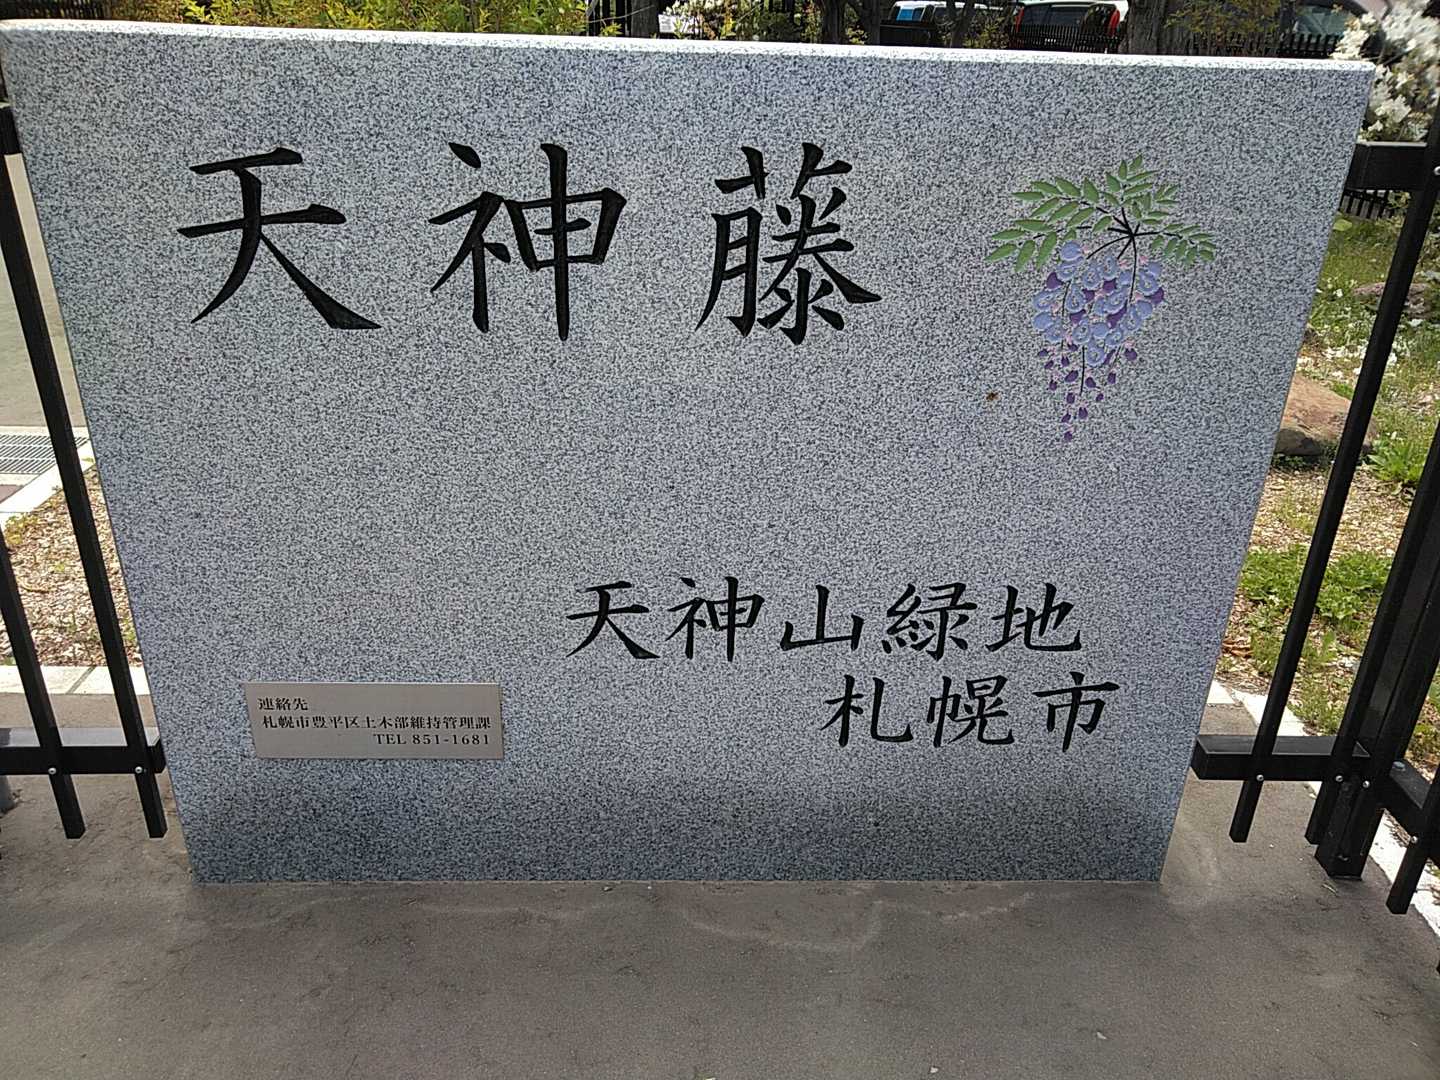 天神藤
天神山緑地
札幌市
連絡先
札幌市豊平区土木部維持管理課
TEL 851-1681